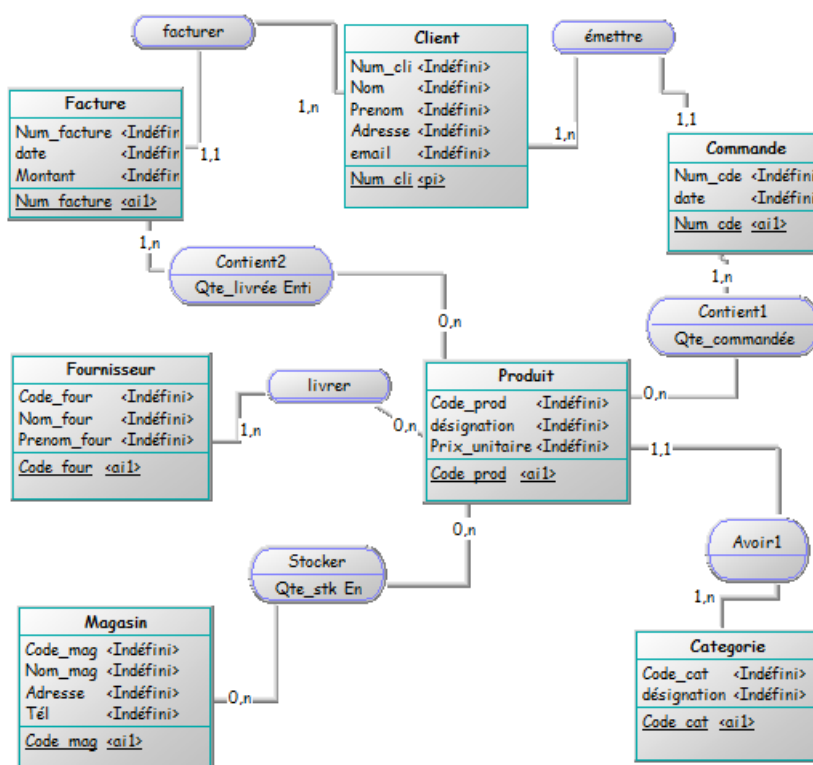 facturer
1,n
1,1
Client
Num_cli <Indéfini>
Nom <Indéfini>
Prenom <Indéfini>
Adresse <Indéfini>
email <Indéfini>
Num_cli <pi>
émettre
1,n
1,1
Facture
Num_facture <Indéfin
date <Indéfin
Montant <Indéfin
Num_facture <ai1>
Commande
Num_cde <Indéfini
date <Indéfini
Num_cde <ai1>
1,n
Contient2
Qte_livrée Enti
0,n
1,n
Contient1
Qte_commandée
0,n
Fournisseur
Code_four <Indéfini>
Nom_four <Indéfini>
Prenom_four <Indéfini>
Code_four <ai1>
livrer
1,n
0,n
Produit
Code_prod <Indéfini>
désignation <Indéfini>
Prix_unitaire <Indéfini>
Code_prod <ai1>
1,1
0,n
Avoir1
1,n
Stocker
Qte_stk En
0,n
Magasin
Code_mag <Indéfini>
Nom_mag <Indéfini>
Adresse <Indéfini>
Tél <Indéfini>
Code_mag <ai1>
Categorie
Code_cat <Indéfini>
désignation <Indéfini>
Code_cat <ai1>